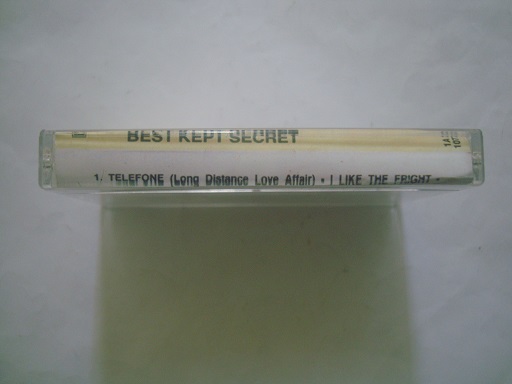 BEST KEPT SECRET
1. TELEFONE (Long Distance Love Affair) • I LIKE THE FRIGHT •